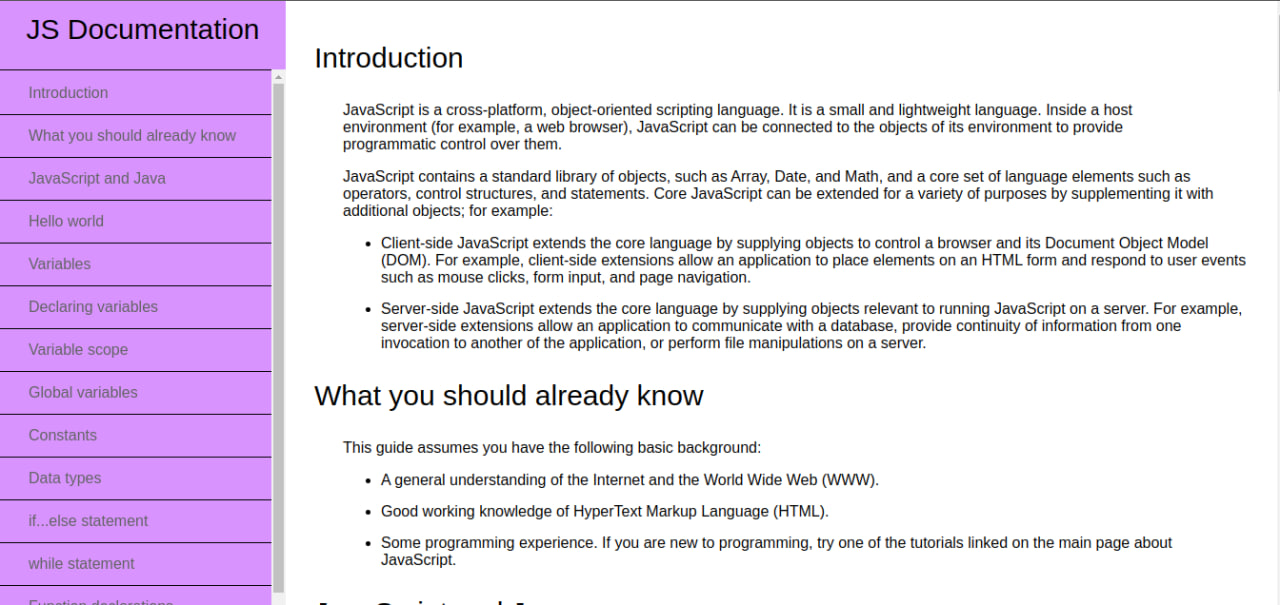 JS Documentation
Introduction
What you should already know
JavaScript and Java
Hello world
Variables
Declaring variables
Variable scope
Global variables
Constants
Data types
if...else statement
while statement
Function declarations
Introduction
JavaScript is a cross-platform, object-oriented scripting language. It is a small and lightweight language. Inside a host
environment (for example, a web browser), JavaScript can be connected to the objects of its environment to provide
programmatic control over them.
JavaScript contains a standard library of objects, such as Array, Date, and Math, and a core set of language elements such as
operators, control structures, and statements. Core JavaScript can be extended for a variety of purposes by supplementing it with
additional objects; for example:
• Client-side JavaScript extends the core language by supplying objects to control a browser and its Document Object Model
(DOM). For example, client-side extensions allow an application to place elements on an HTML form and respond to user events
such as mouse clicks, form input, and page navigation.
• Server-side JavaScript extends the core language by supplying objects relevant to running JavaScript on a server. For example,
server-side extensions allow an application to communicate with a database, provide continuity of information from one
invocation to another of the application, or perform file manipulations on a server.
What you should already know
This guide assumes you have the following basic background:
• A general understanding of the Internet and the World Wide Web (WWW).
• Good working knowledge of HyperText Markup Language (HTML).
• Some programming experience. If you are new to programming, try one of the tutorials linked on the main page about
JavaScript.